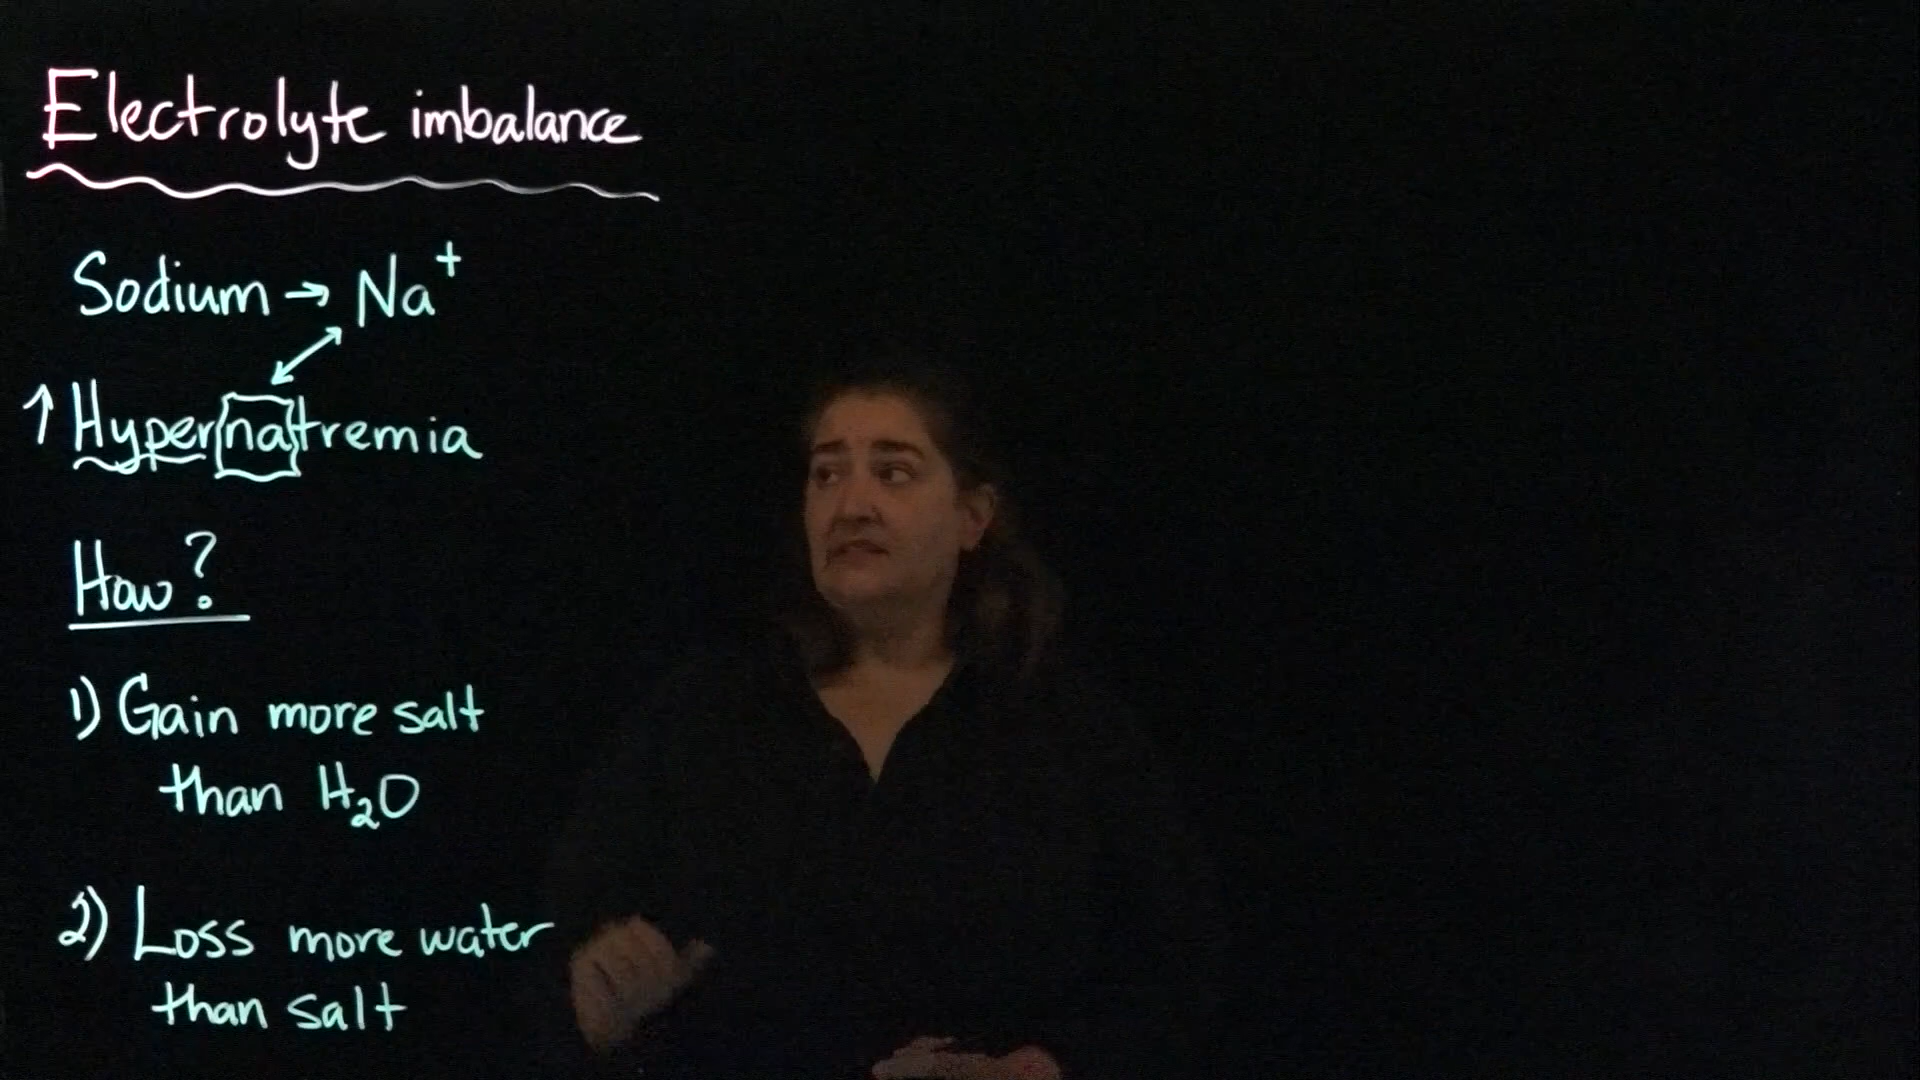 Electrolyte imbalance
Sodium → Na⁺
↑ Hypernatremia
How?
1) Gain more salt
than H₂O
2) Loss more water
than salt